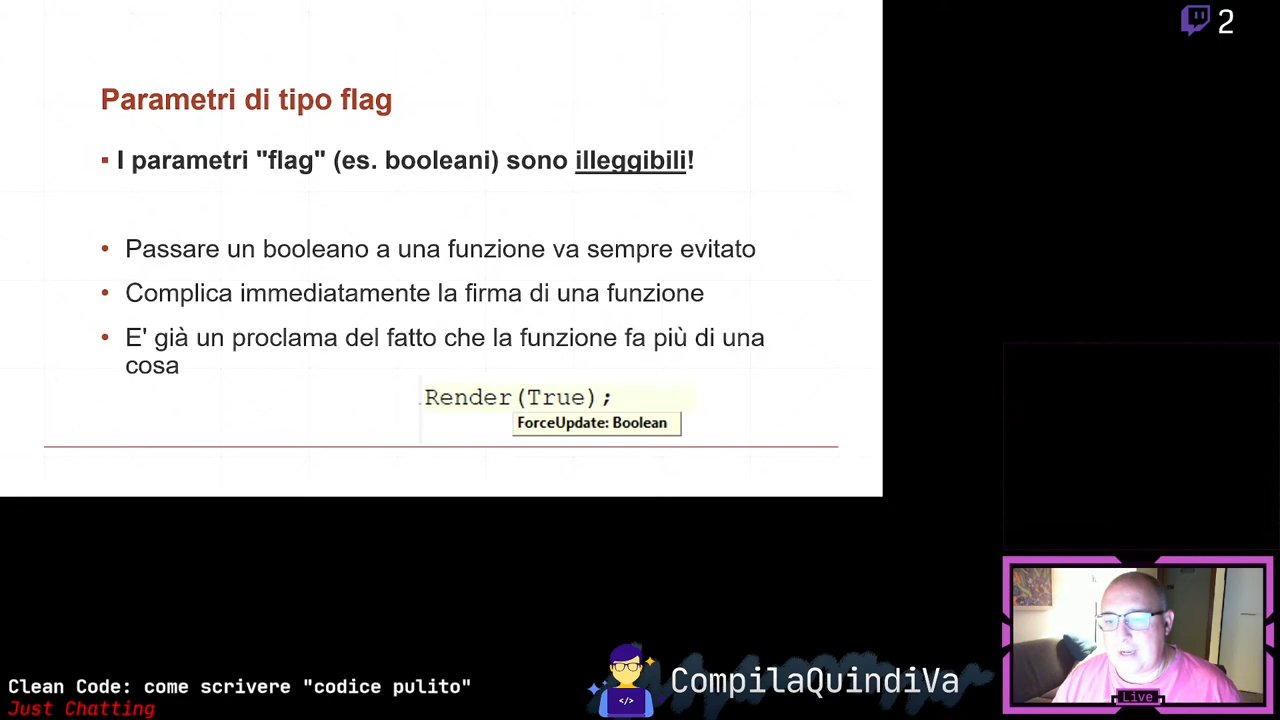 2
Parametri di tipo flag
▪ I parametri "flag" (es. booleani) sono illeggibili!
• Passare un booleano a una funzione va sempre evitato
• Complica immediatamente la firma di una funzione
• E' già un proclama del fatto che la funzione fa più di una
cosa
Render(True);
ForceUpdate: Boolean
</>
CompilaQuindiVa
Live
Clean Code: come scrivere "codice pulito"
Just Chatting